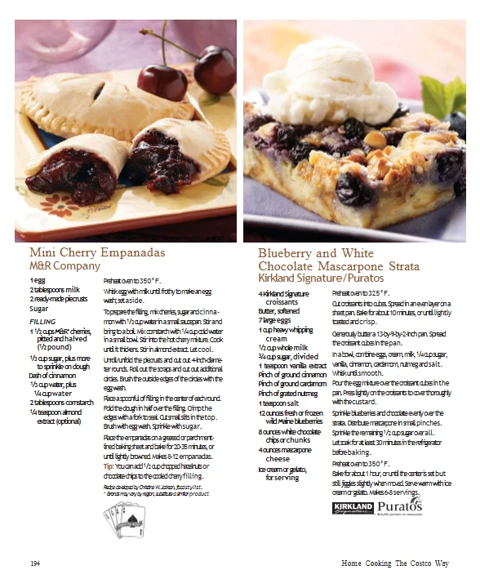 Mini Cherry Empanadas
M&R Company
1 egg
2 tablespoons milk
2 ready-made piecrusts
Sugar
FILLING
1 ½ cups M&R* cherries,
pitted and halved
(½ pound)
½ cup sugar, plus more
to sprinkle on dough
Dash of cinnamon
½ cup water, plus
¼ cup water
2 tablespoons cornstarch
¼ teaspoon almond
extract (optional)
Preheat oven to 350°F.
Whisk egg with milk until frothy to make an egg
wash; set aside.
To prepare the filling, mix cherries, sugar and cinna-
mon with ½ cup water in a small saucepan. Stir and
bring to a boil. Mix cornstarch with ¼ cup cold water
in a small bowl. Stir into the hot cherry mixture. Cook
until it thickens. Stir in almond extract. Let cool.
Unroll/unfold the piecrusts and cut out 4-inch diame-
ter rounds. Roll out the scraps and cut out additional
circles. Brush the outside edges of the circles with the
egg wash.
Place a spoonful of filling in the center of each round.
Fold the dough in half over the filling. Crimp the
edges with a fork to seal. Cut small slits in the top.
Brush with egg wash. Sprinkle with sugar.
Place the empanadas on a greased or parchment-
lined baking sheet and bake for 20-35 minutes, or
until lightly browned. Makes 8-12 empanadas.
Tip: You can add ½ cup chopped hazelnuts or
chocolate chips to the cooked cherry filling.
Recipe developed by Christine W. Jackson, food stylist.
* Brands may vary by region; substitute a similar product.
Blueberry and White
Chocolate Mascarpone Strata
Kirkland Signature/Puratos
4 Kirkland Signature
croissants
Butter, softened
7 large eggs
1 cup heavy whipping
cream
½ cup whole milk
¾ cup sugar, divided
1 teaspoon vanilla extract
Pinch of ground cinnamon
Pinch of ground cardamom
Pinch of grated nutmeg
1 teaspoon salt
12 ounces fresh or frozen
wild Maine blueberries
8 ounces white chocolate
chips or chunks
4 ounces mascarpone
cheese
Ice cream or gelato,
for serving
Preheat oven to 325°F.
Cut croissants into cubes. Spread in an even layer on a
sheet pan. Bake for about 10 minutes, or until lightly
toasted and crisp.
Generously butter a 13-by-9-by-2-inch pan. Spread
the croissant cubes in the pan.
In a bowl, combine eggs, cream, milk, ¼ cup sugar,
vanilla, cinnamon, cardamom, nutmeg and salt.
Whisk until smooth.
Pour the egg mixture over the croissant cubes in the
pan. Press lightly on the croissants to cover thoroughly
with the custard.
Sprinkle blueberries and chocolate evenly over the
strata. Distribute mascarpone in small pinches.
Sprinkle the remaining ½ cup sugar over all.
Let soak for at least 30 minutes in the refrigerator
before baking.
Preheat oven to 350°F.
Bake for about 1 hour, or until the center is set but
still jiggles slightly when moved. Serve warm with ice
cream or gelato. Makes 6-8 servings.
KIRKLAND
Signature
Puratos
194
Home Cooking The Costco Way